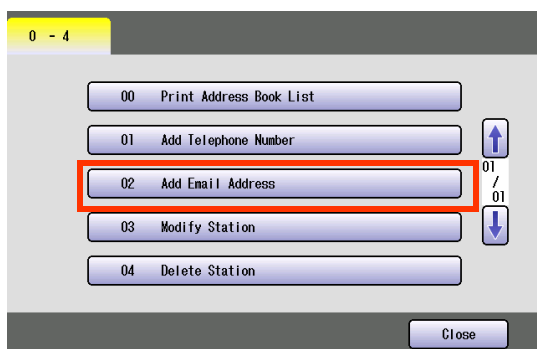 0 - 4
00 Print Address Book List
01 Add Telephone Number
02 Add Email Address
03 Modify Station
04 Delete Station
01
/
01
Close